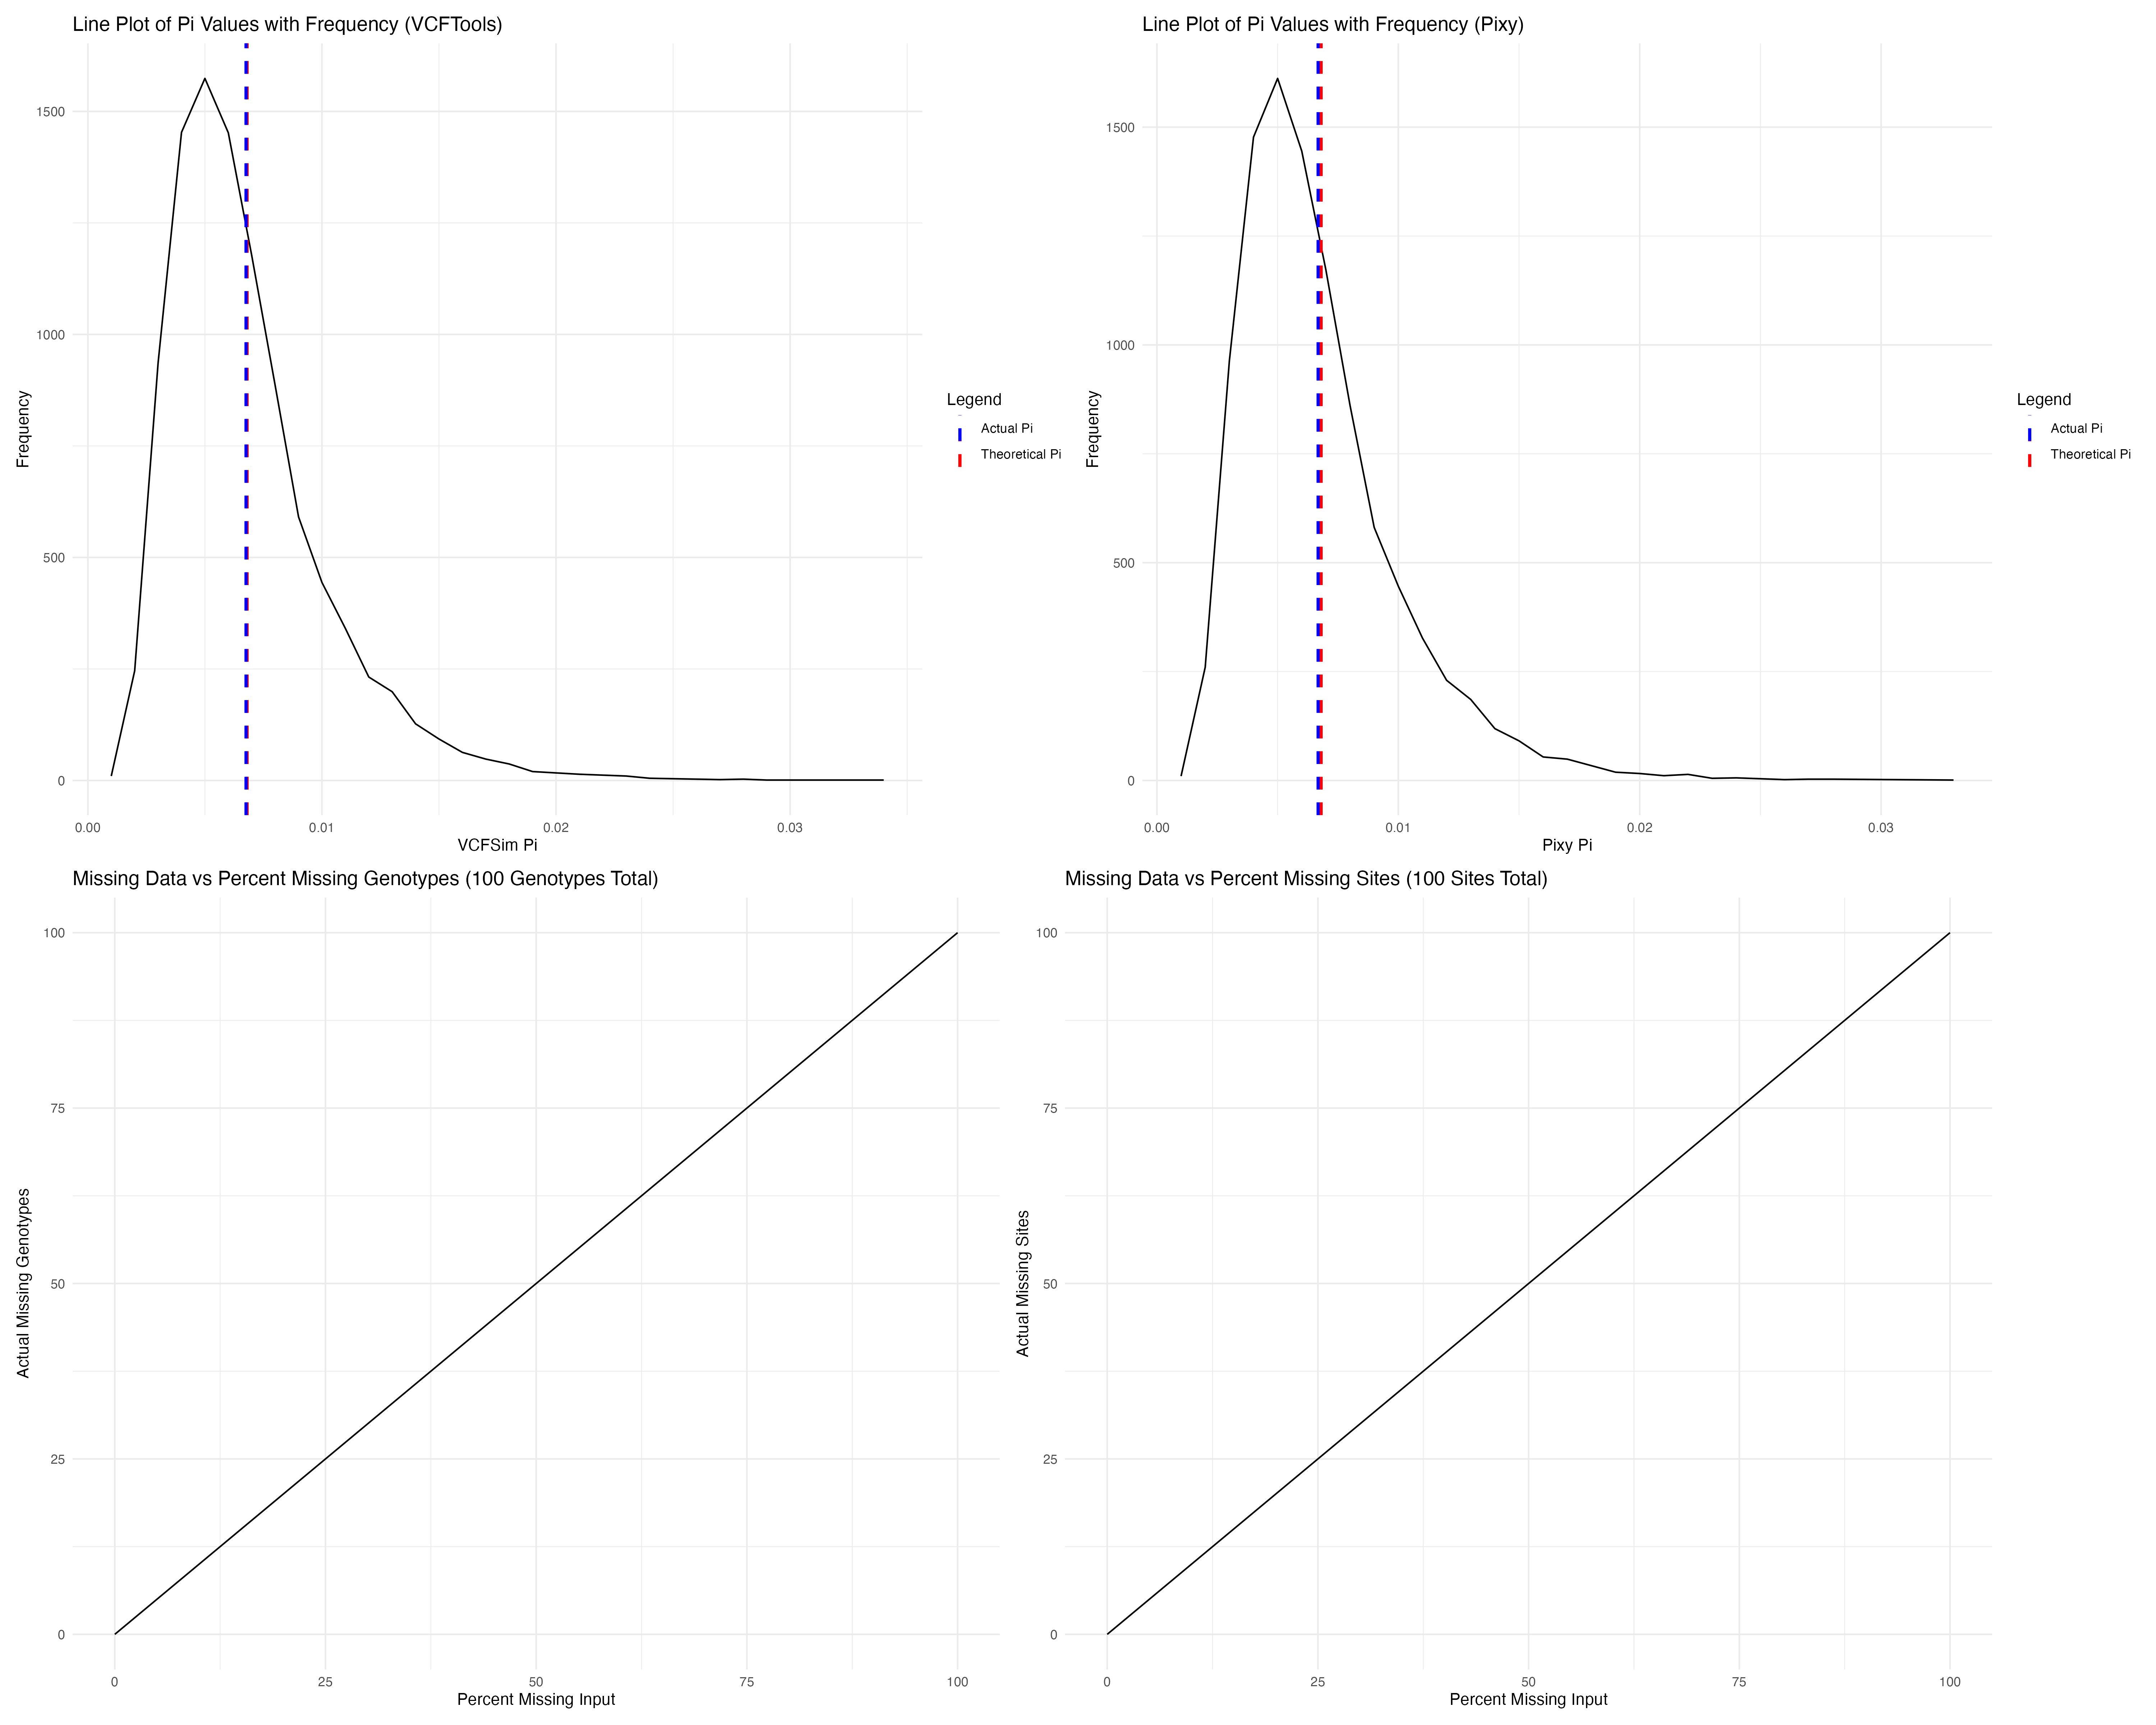 Line Plot of Pi Values with Frequency (VCFTools)
Frequency
1500
1000
500
0
0.00
0.01
0.02
0.03
VCFSim Pi
Legend
Actual Pi
Theoretical Pi
Line Plot of Pi Values with Frequency (Pixy)
Frequency
1500
1000
500
0
0.00
0.01
0.02
0.03
Pixy Pi
Legend
Actual Pi
Theoretical Pi
Missing Data vs Percent Missing Genotypes (100 Genotypes Total)
Actual Missing Genotypes
100
75
50
25
0
0
25
50
75
100
Percent Missing Input
Missing Data vs Percent Missing Sites (100 Sites Total)
Actual Missing Sites
100
75
50
25
0
0
25
50
75
100
Percent Missing Input